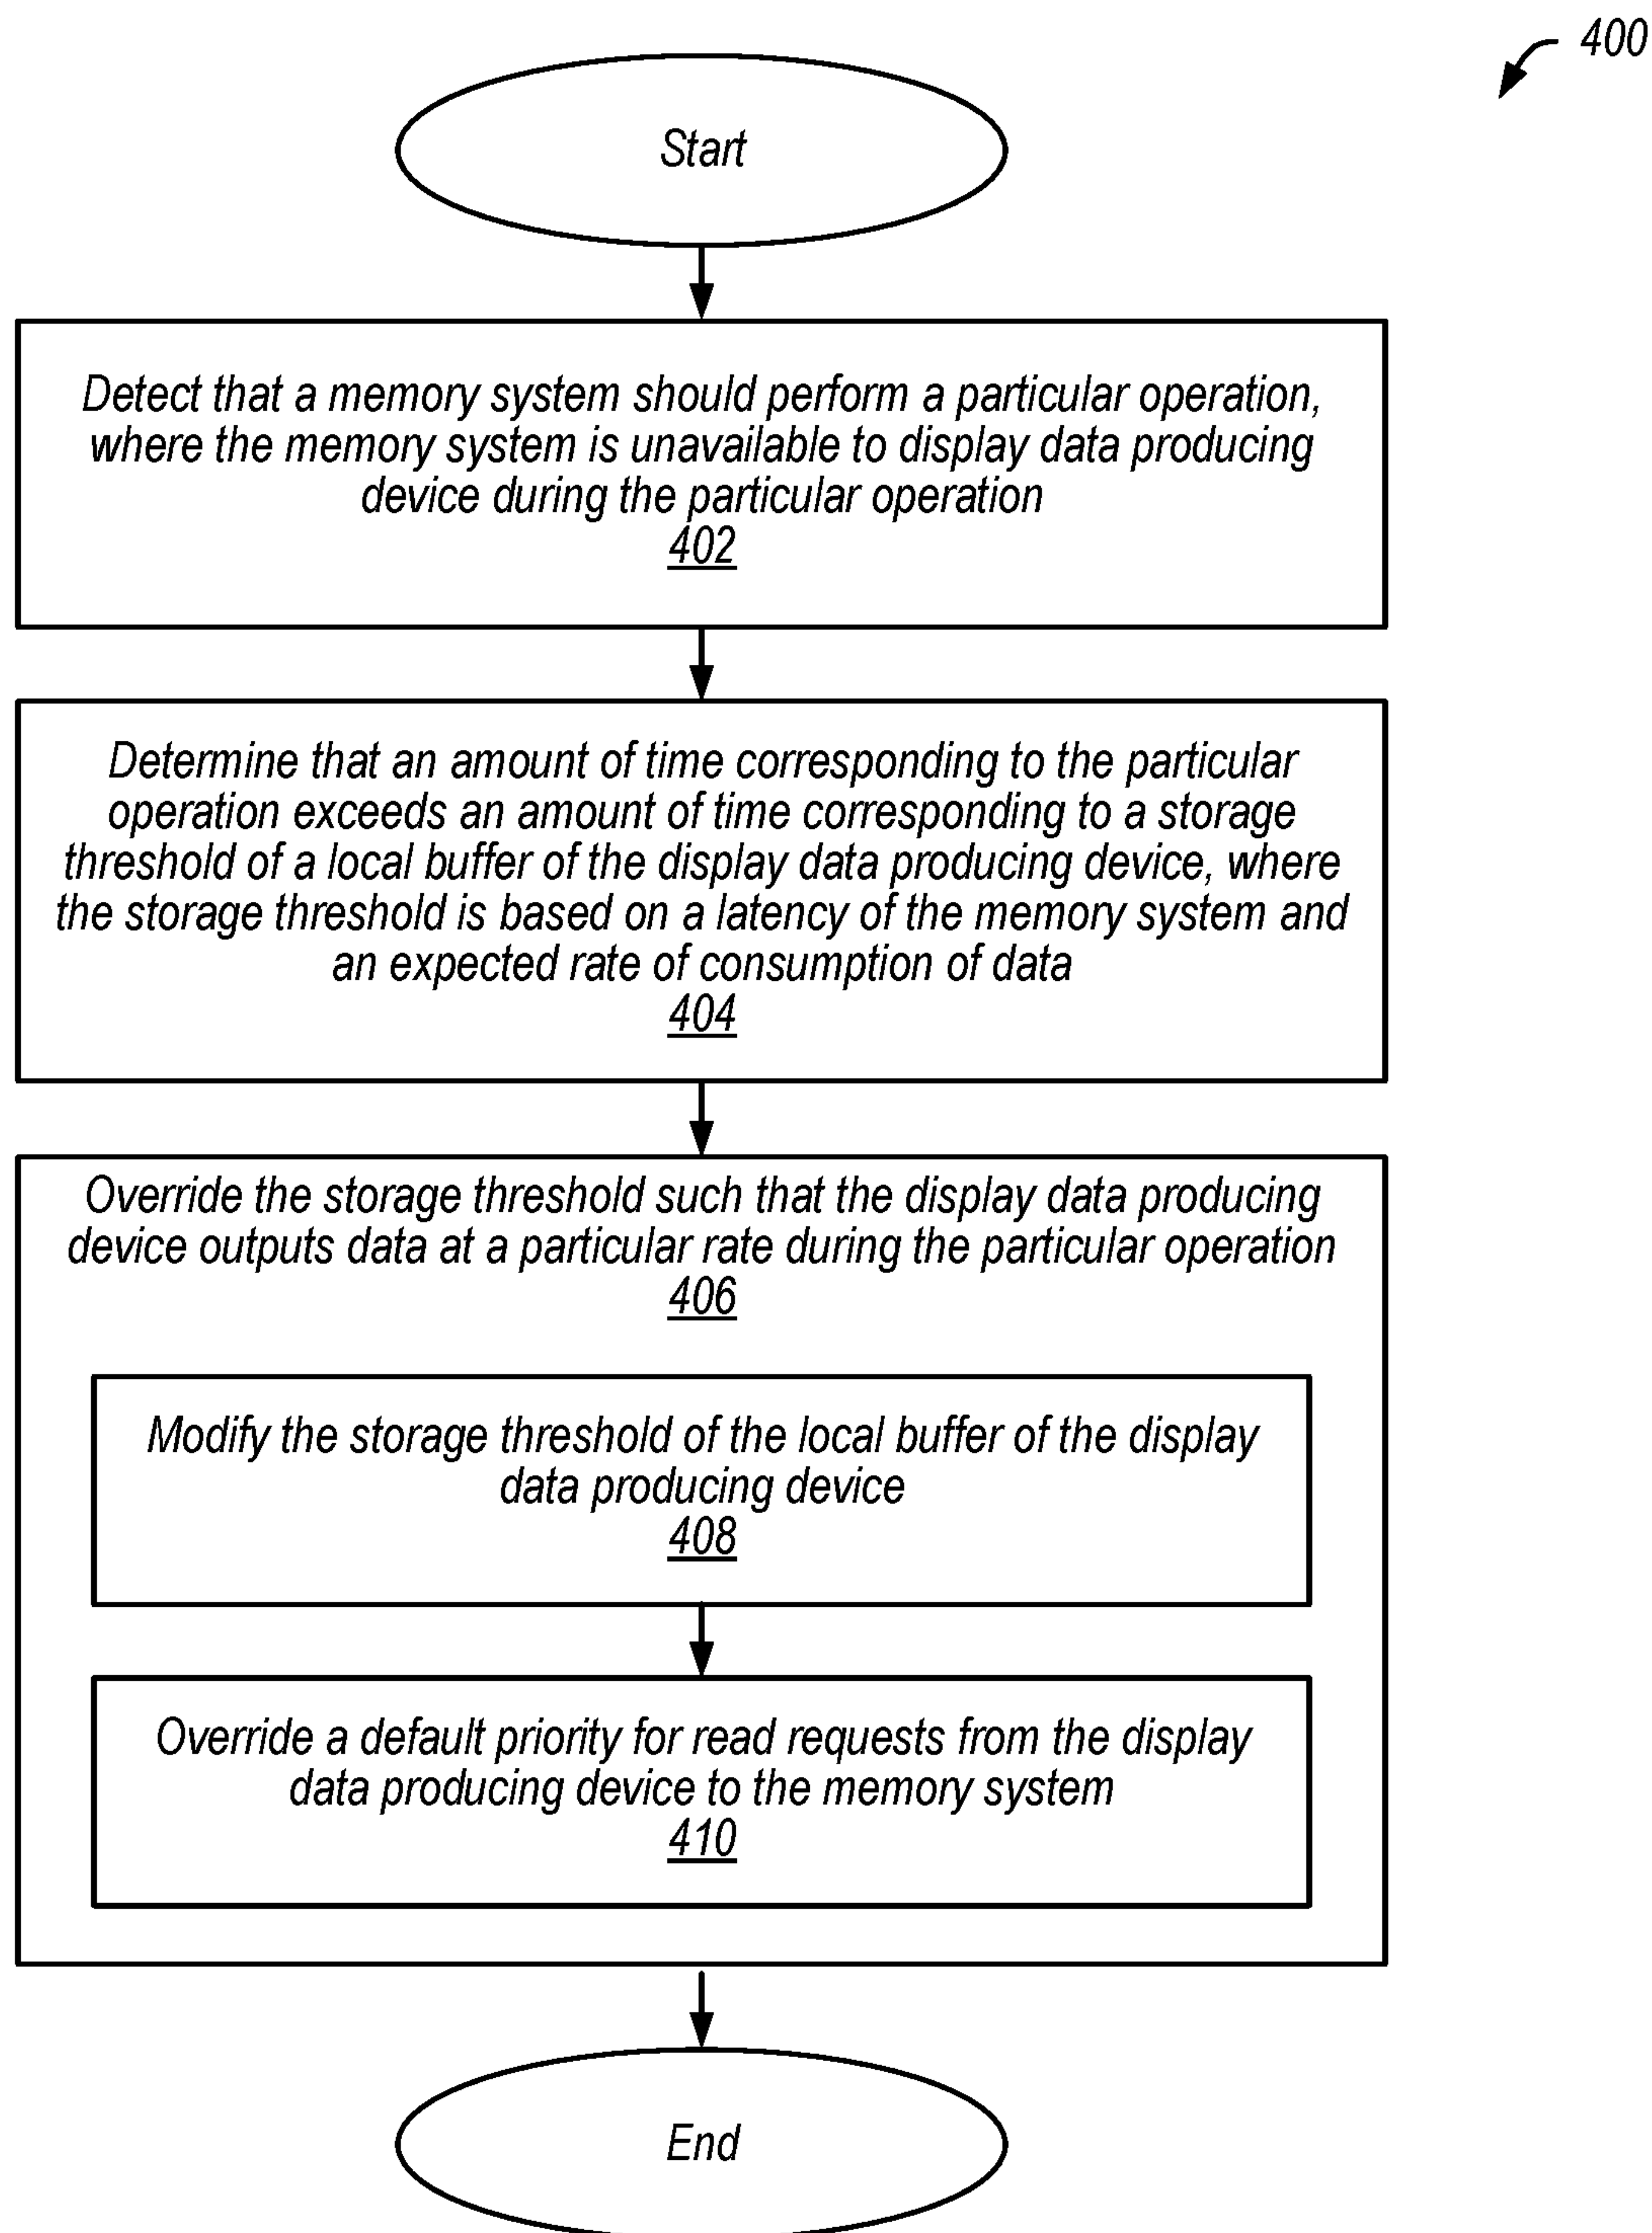 400
Start
Detect that a memory system should perform a particular operation,
where the memory system is unavailable to display data producing
device during the particular operation
402
Determine that an amount of time corresponding to the particular
operation exceeds an amount of time corresponding to a storage
threshold of a local buffer of the display data producing device, where
the storage threshold is based on a latency of the memory system and
an expected rate of consumption of data
404
Override the storage threshold such that the display data producing
device outputs data at a particular rate during the particular operation
406
Modify the storage threshold of the local buffer of the display
data producing device
408
Override a default priority for read requests from the display
data producing device to the memory system
410
End